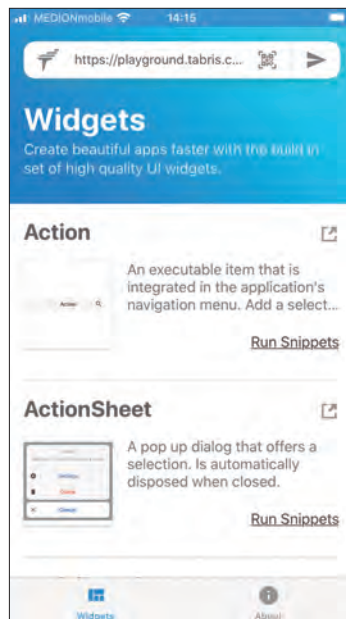 MEDIONmobile 14:15
https://playground.tabris.c...
Widgets
Create beautiful apps faster with the build in
set of high quality UI widgets.
Action
An executable item that is
integrated in the application's
navigation menu. Add a select...
Action
Run Snippets
ActionSheet
A pop up dialog that offers a
selection. Is automatically
disposed when closed.
Run Snippets
Widgets About